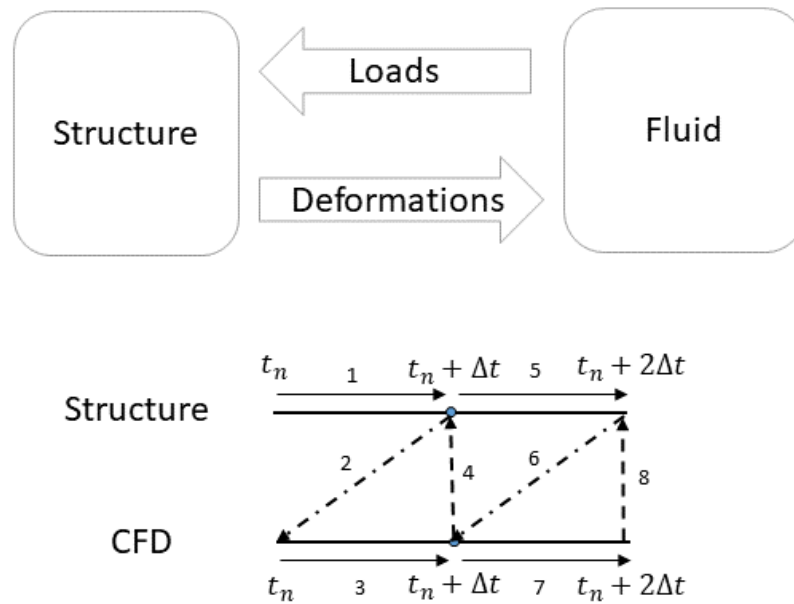 Loads
Structure
Fluid
Deformations
t_n 1 t_n + Δt 5 t_n + 2Δt
Structure
2 4 6 8
CFD
t_n 3 t_n + Δt 7 t_n + 2Δt